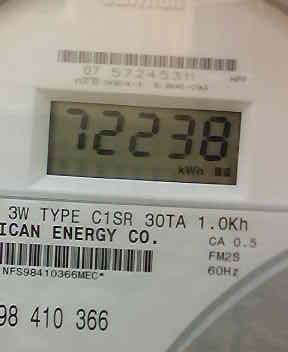 07 57245311
72238
kWh
3W TYPE C1SR 30TA 1.0Kh
ICAN ENERGY CO.
CA 0.5
FM2S
60Hz
NFS98410366MEC*
98 410 366